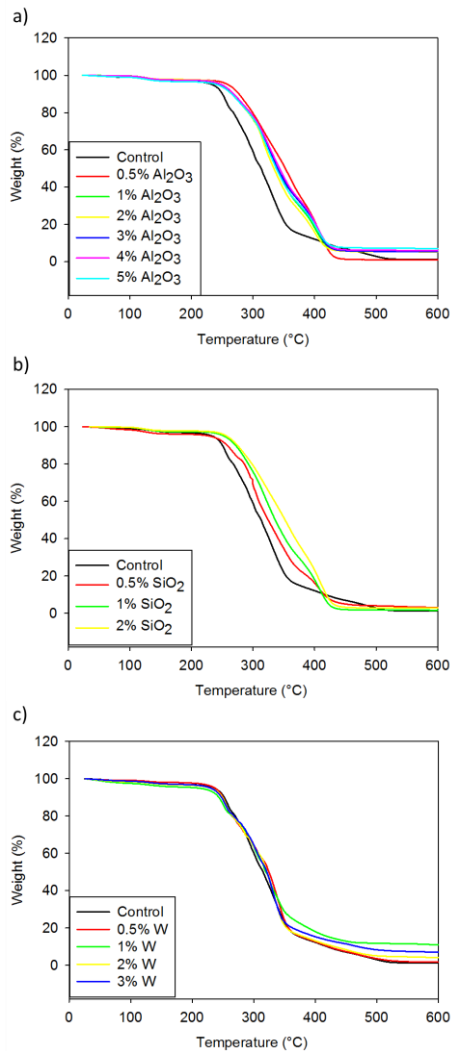 a)
120
100
80
60
40
20
0
Weight (%)
Control
0.5% Al₂O₃
1% Al₂O₃
2% Al₂O₃
3% Al₂O₃
4% Al₂O₃
5% Al₂O₃
0 100 200 300 400 500 600
Temperature (°C)
b)
120
100
80
60
40
20
0
Weight (%)
Control
0.5% SiO₂
1% SiO₂
2% SiO₂
0 100 200 300 400 500 600
Temperature (°C)
c)
120
100
80
60
40
20
0
Weight (%)
Control
0.5% W
1% W
2% W
3% W
0 100 200 300 400 500 600
Temperature (°C)